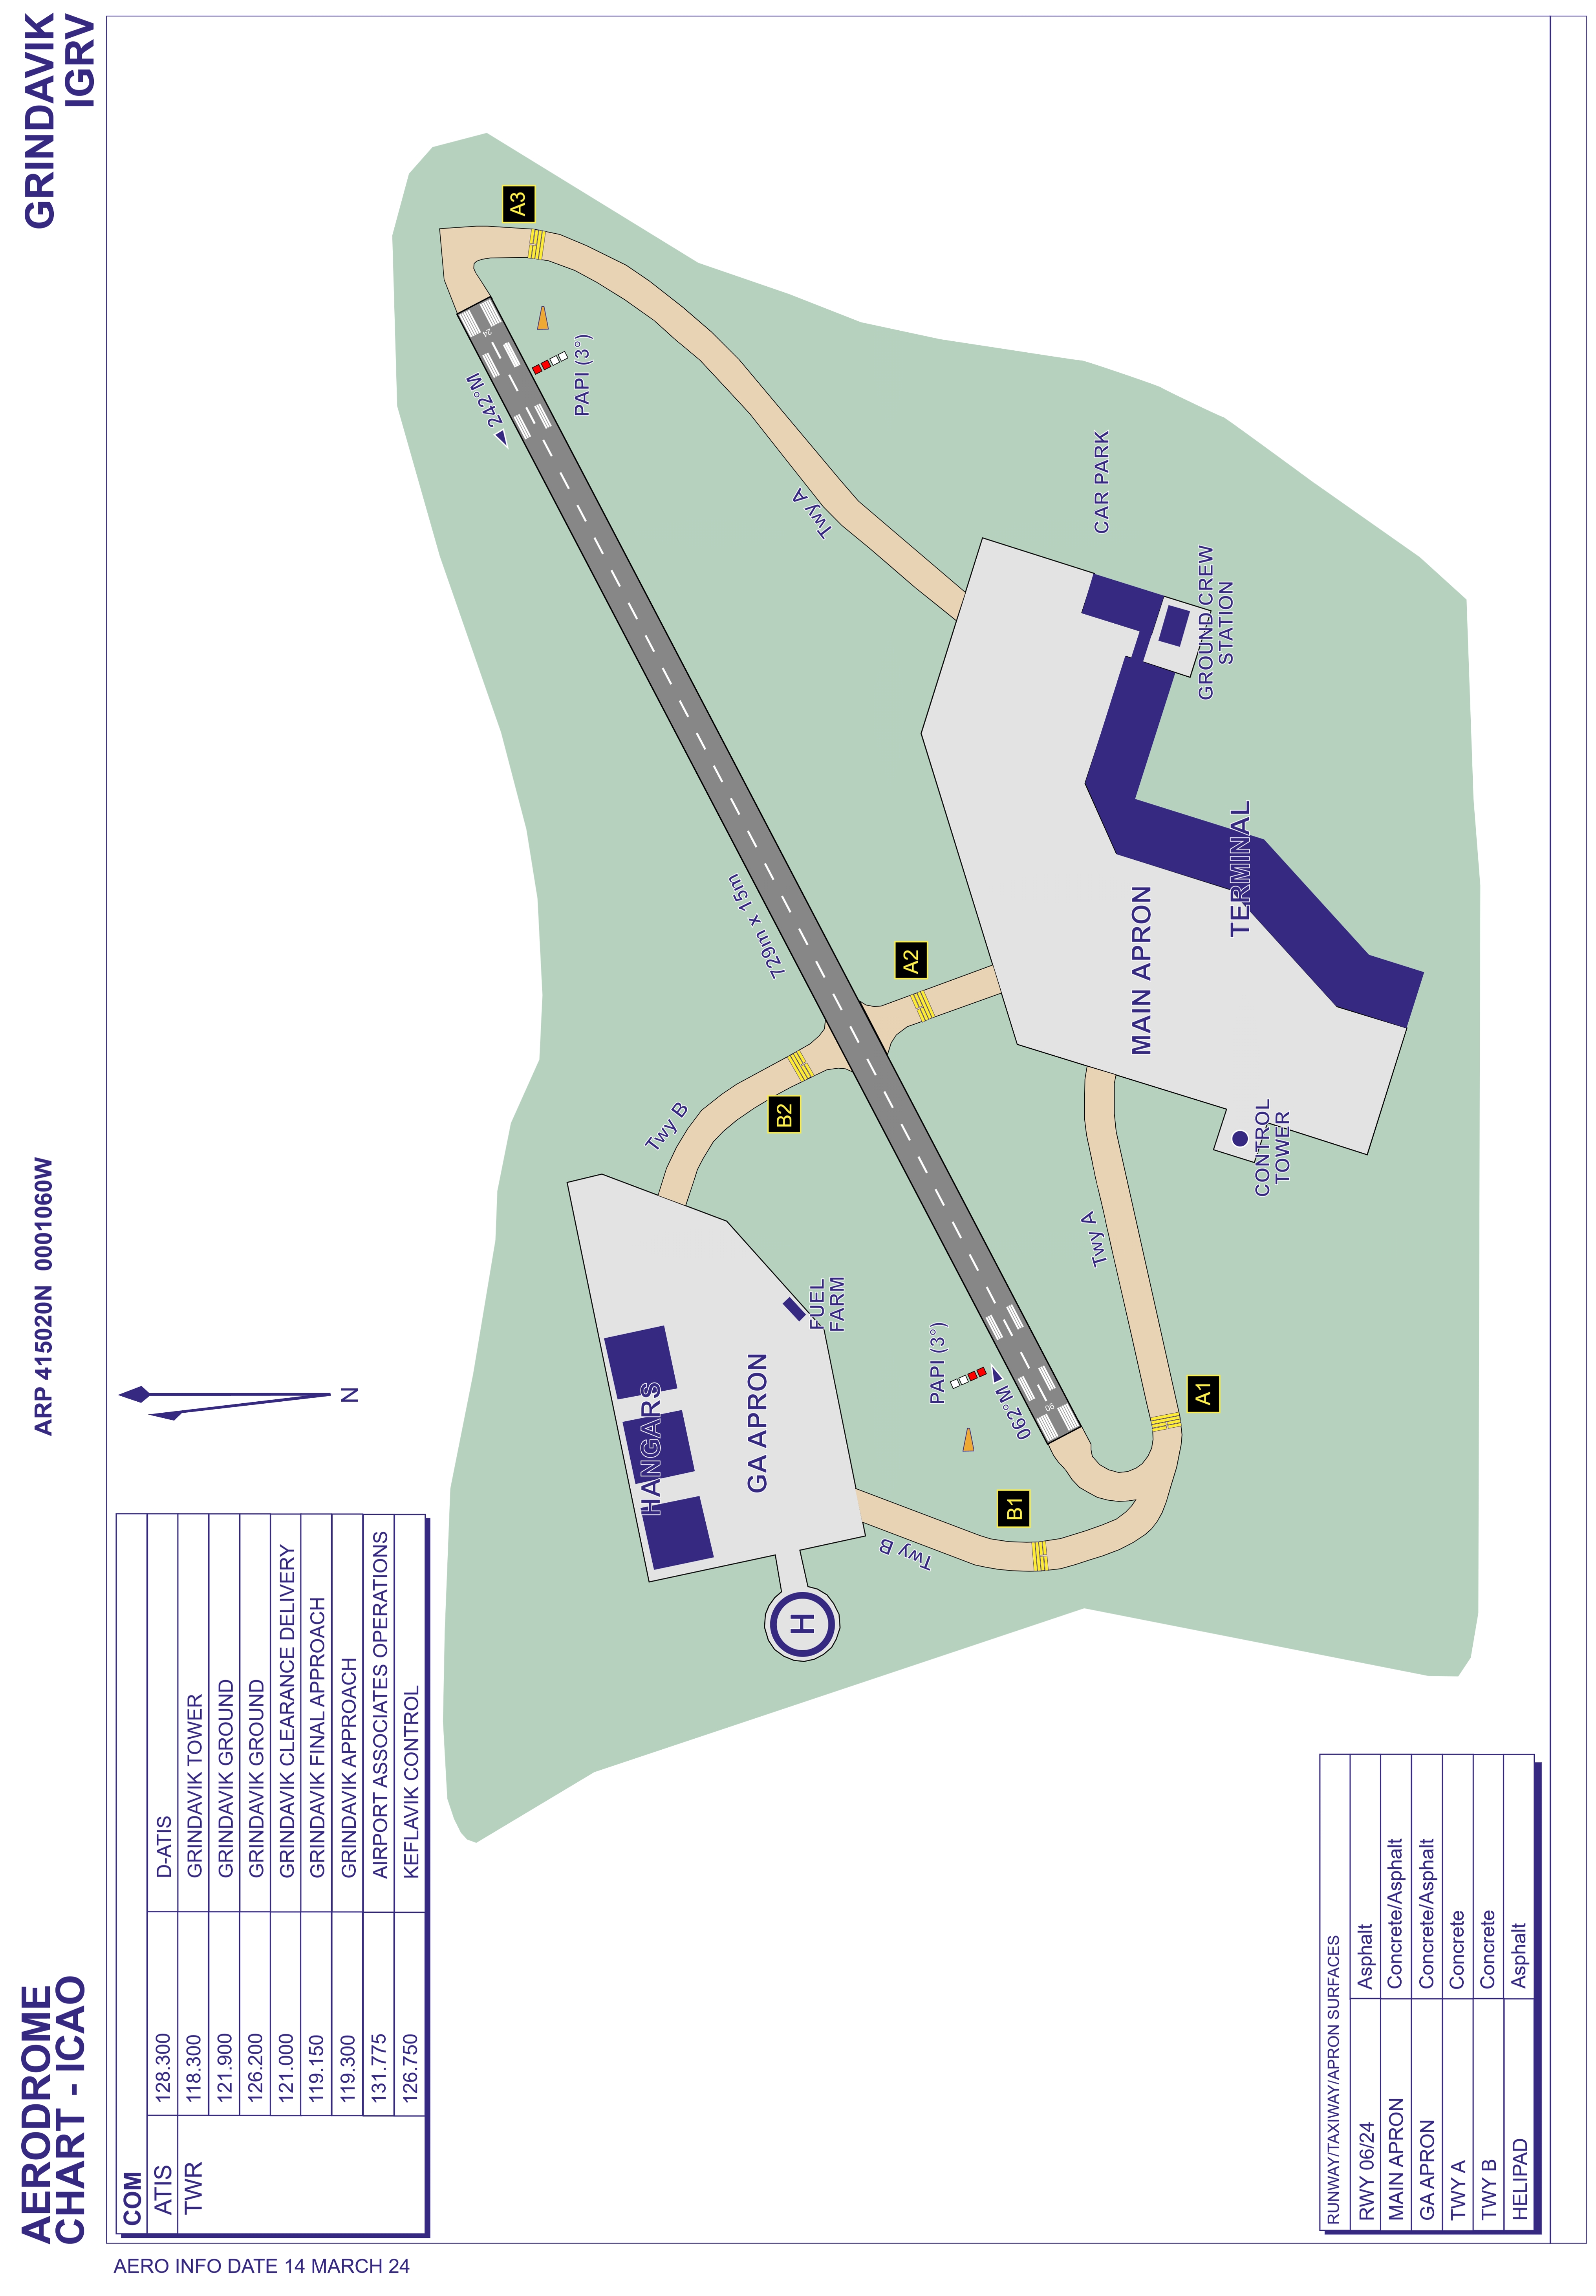 AERODROME
CHART - ICAO
ARP 415020N 0001060W
GRINDAVIK
IGRV
COM
ATIS 128.300 D-ATIS
TWR 118.300 GRINDAVIK TOWER
121.900 GRINDAVIK GROUND
126.200 GRINDAVIK GROUND
121.000 GRINDAVIK CLEARANCE DELIVERY
119.150 GRINDAVIK FINAL APPROACH
119.300 GRINDAVIK APPROACH
131.775 AIRPORT ASSOCIATES OPERATIONS
126.750 KEFLAVIK CONTROL
N
242°M
24
PAPI (3°)
A3
Twy A
729m x 15m
CAR PARK
GROUND CREW
STATION
TERMINAL
MAIN APRON
A2
B2
Twy B
CONTROL
TOWER
HANGARS
GA APRON
FUEL
FARM
PAPI (3°)
062°M
06
Twy A
A1
B1
Twy B
H
RUNWAY/TAXIWAY/APRON SURFACES
RWY 06/24 Asphalt
MAIN APRON Concrete/Asphalt
GA APRON Concrete/Asphalt
TWY A Concrete
TWY B Concrete
HELIPAD Asphalt
AERO INFO DATE 14 MARCH 24